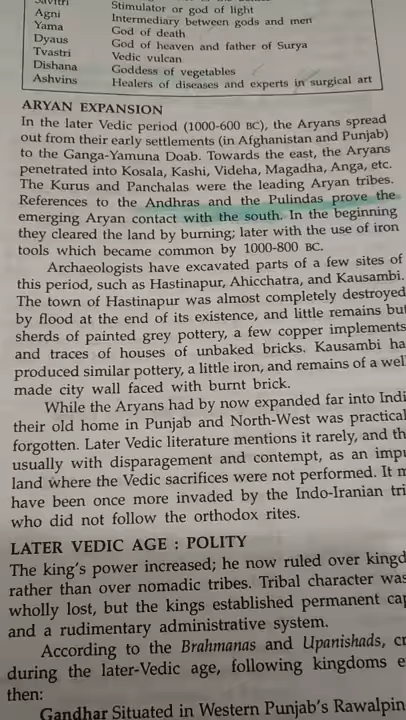 Savitri Stimulator or god of light
Agni Intermediary between gods and men
Yama God of death
Dyaus God of heaven and father of Surya
Tvastri Vedic vulcan
Dishana Goddess of vegetables
Ashvins Healers of diseases and experts in surgical art
ARYAN EXPANSION
In the later Vedic period (1000-600 BC), the Aryans spread
out from their early settlements (in Afghanistan and Punjab)
to the Ganga-Yamuna Doab. Towards the east, the Aryans
penetrated into Kosala, Kashi, Videha, Magadha, Anga, etc.
The Kurus and Panchalas were the leading Aryan tribes.
References to the Andhras and the Pulindas prove the
emerging Aryan contact with the south. In the beginning
they cleared the land by burning; later with the use of iron
tools which became common by 1000-800 BC.
Archaeologists have excavated parts of a few sites of
this period, such as Hastinapur, Ahicchatra, and Kausambi.
The town of Hastinapur was almost completely destroyed
by flood at the end of its existence, and little remains but
sherds of painted grey pottery, a few copper implements
and traces of houses of unbaked bricks. Kausambi ha
produced similar pottery, a little iron, and remains of a wel
made city wall faced with burnt brick.
While the Aryans had by now expanded far into Indi
their old home in Punjab and North-West was practical
forgotten. Later Vedic literature mentions it rarely, and th
usually with disparagement and contempt, as an impu
land where the Vedic sacrifices were not performed. It m
have been once more invaded by the Indo-Iranian tri
who did not follow the orthodox rites.
LATER VEDIC AGE : POLITY
The king's power increased; he now ruled over kingd
rather than over nomadic tribes. Tribal character was
wholly lost, but the kings established permanent cap
and a rudimentary administrative system.
According to the Brahmanas and Upanishads, cr
during the later-Vedic age, following kingdoms e
then:
Gandhar Situated in Western Punjab's Rawalpin